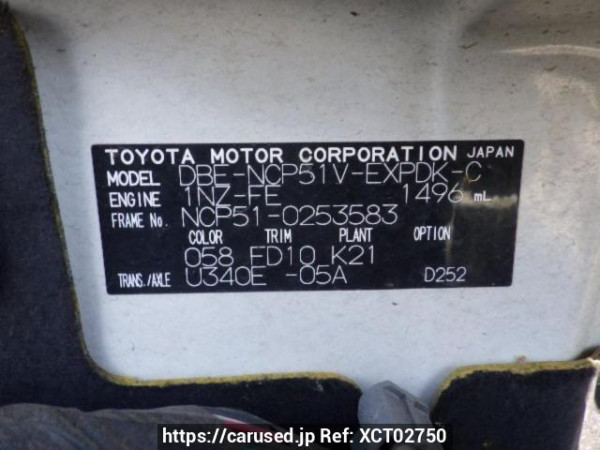 TOYOTA MOTOR CORPORATION JAPAN
MODEL DBE-NCP51V-EXPDK-C
ENGINE 1NZ-FE 1496 mL
FRAME No. NCP51-0253583
COLOR TRIM PLANT OPTION
058 FD10 K21
TRANS./AXLE U340E -05A D252
https://carused.jp Ref: XCT02750